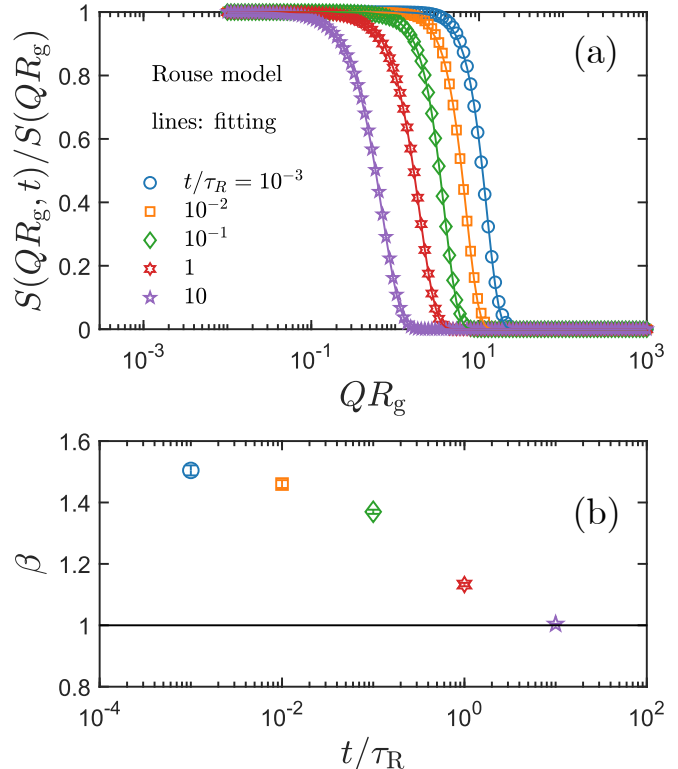 1
0.8
0.6
0.4
0.2
0
S(QR_g, t)/S(QR_g)
(a)
Rouse model
lines: fitting
t/τ_R = 10^-3
10^-2
10^-1
1
10
10^-3
10^-1
10^1
10^3
QR_g
1.6
1.4
1.2
1
0.8
β
(b)
10^-4
10^-2
10^0
10^2
t/τ_R